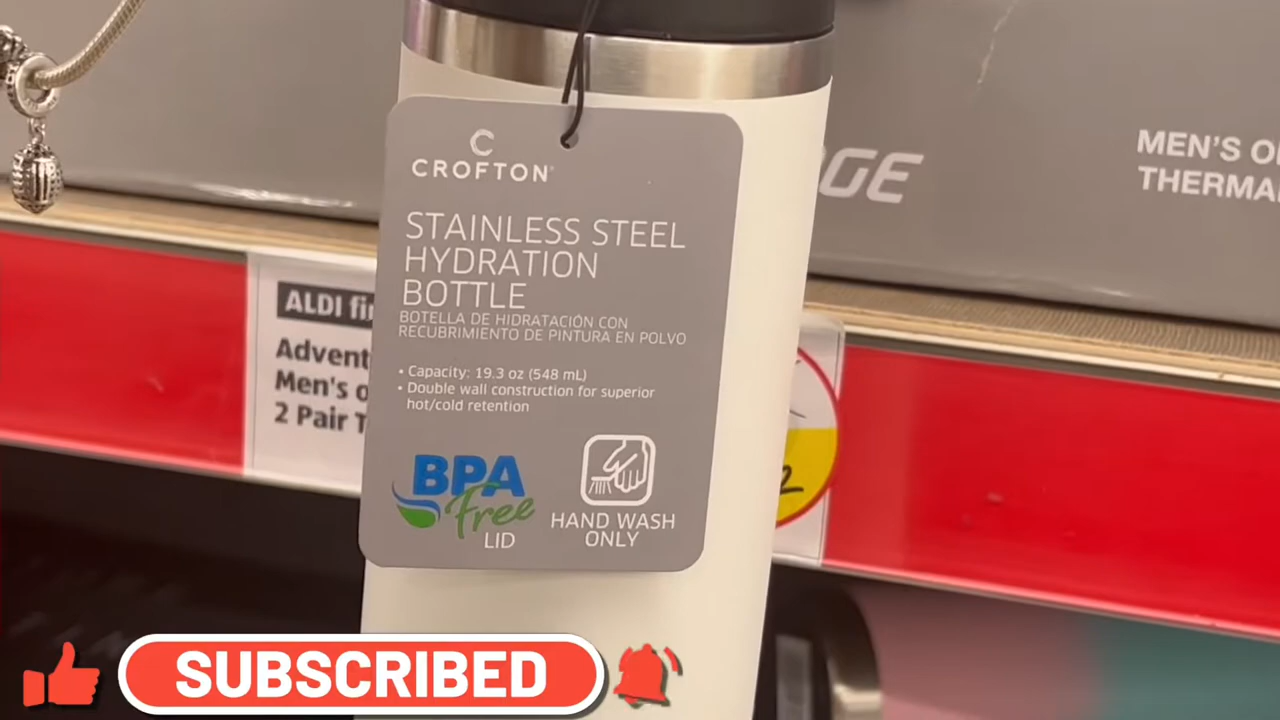 CROFTON
STAINLESS STEEL
HYDRATION
BOTTLE
BOTELLA DE HIDRATACIÓN CON
RECUBRIMIENTO DE PINTURA EN POLVO
• Capacity: 19.3 oz (548 mL)
• Double wall construction for superior
hot/cold retention
BPA
Free
LID
HAND WASH
ONLY
MEN'S
THERMA
ALDI
Men's
2 Pair
SUBSCRIBED